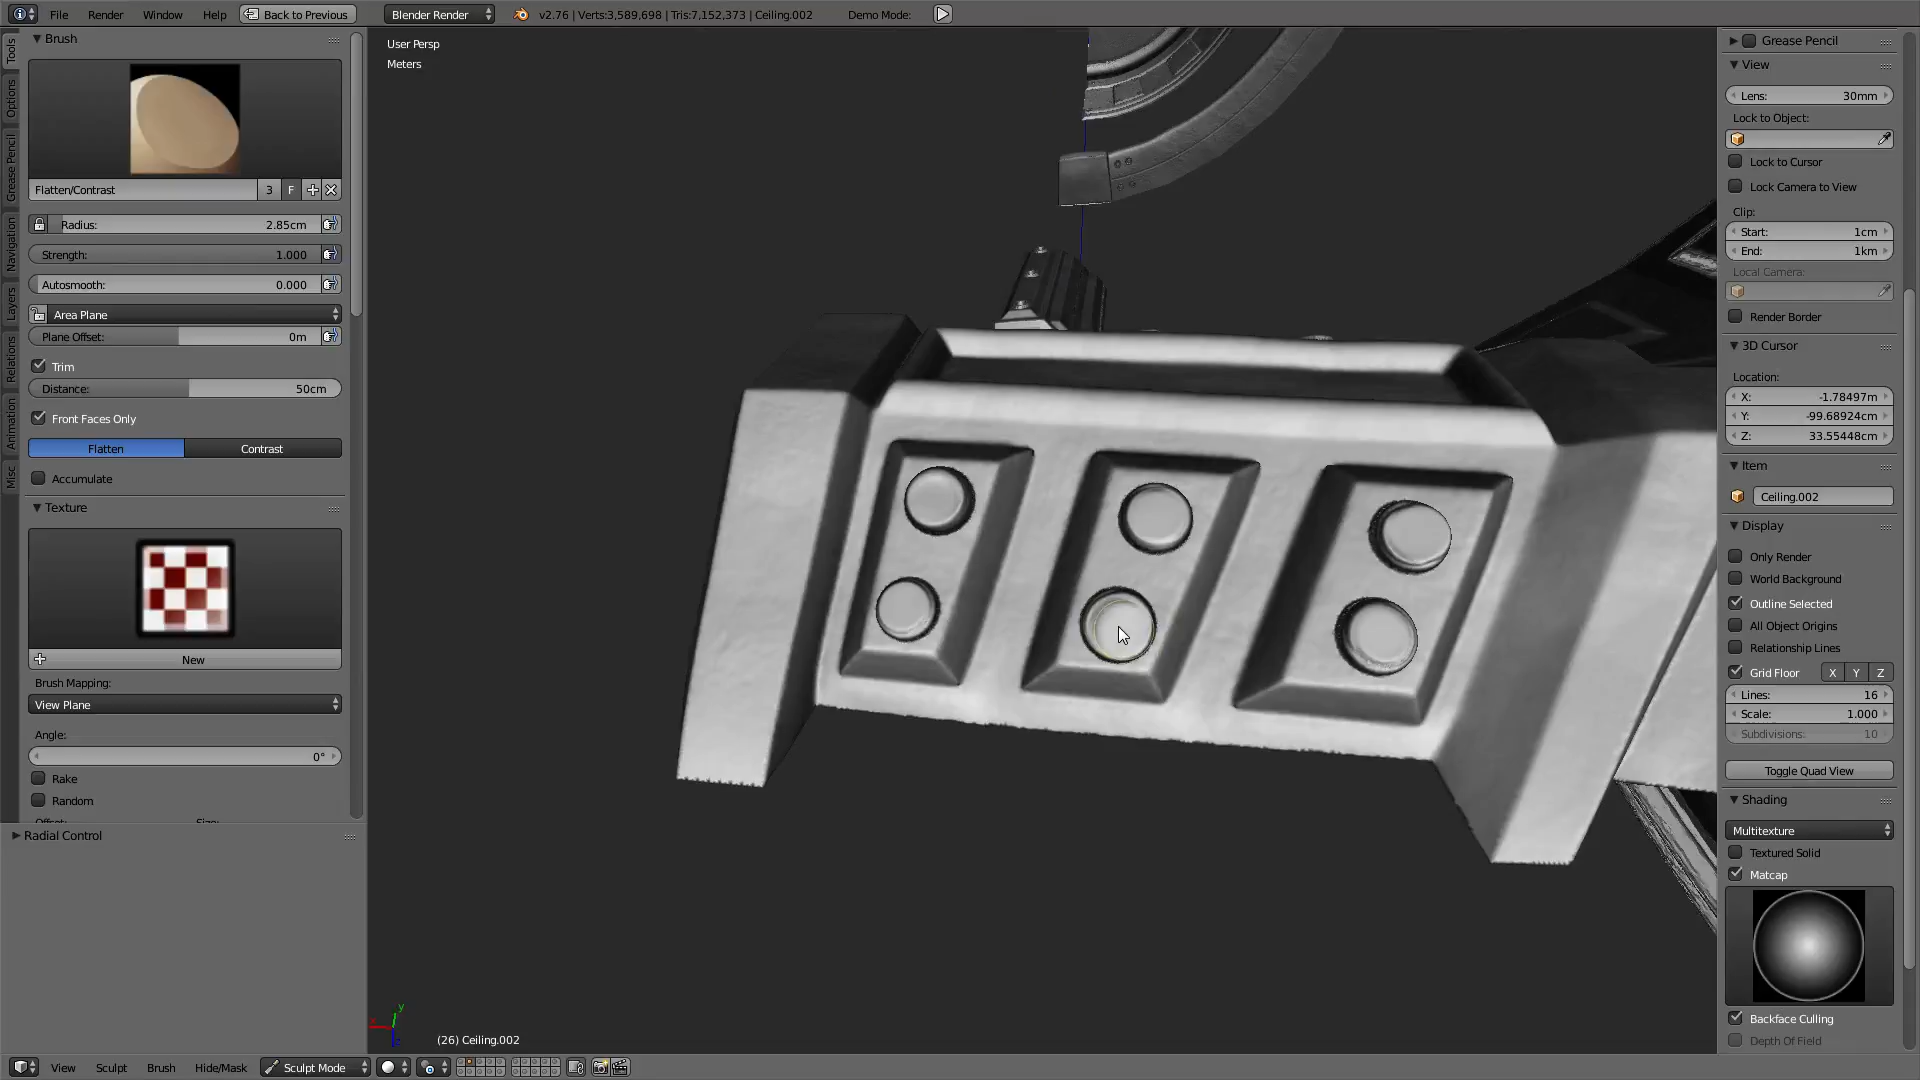 File Render Window Help Back to Previous Blender Render v2.76 | Verts:3,589,698 | Tris:7,152,373 | Ceiling.002 Demo Mode:
Tools
Options
Grease Pencil
Navigation
Layers
Relations
Animation
Misc
Brush
Flatten/Contrast 3 F
Radius: 2.85cm
Strength: 1.000
Autosmooth: 0.000
Area Plane
Plane Offset: 0m
Trim
Distance: 50cm
Front Faces Only
Flatten Contrast
Accumulate
Texture
New
Brush Mapping:
View Plane
Angle:
0°
Rake
Random
Offset: Size:
Radial Control
User Persp
Meters
x
y
z
(26) Ceiling.002
View Sculpt Brush Hide/Mask Sculpt Mode
Grease Pencil
View
Lens: 30mm
Lock to Object:
Lock to Cursor
Lock Camera to View
Clip:
Start: 1cm
End: 1km
Local Camera:
Render Border
3D Cursor
Location:
X: -1.78497m
Y: -99.68924cm
Z: 33.55448cm
Item
Ceiling.002
Display
Only Render
World Background
Outline Selected
All Object Origins
Relationship Lines
Grid Floor X Y Z
Lines: 16
Scale: 1.000
Subdivisions: 10
Toggle Quad View
Shading
Multitexture
Textured Solid
Matcap
Backface Culling
Depth Of Field